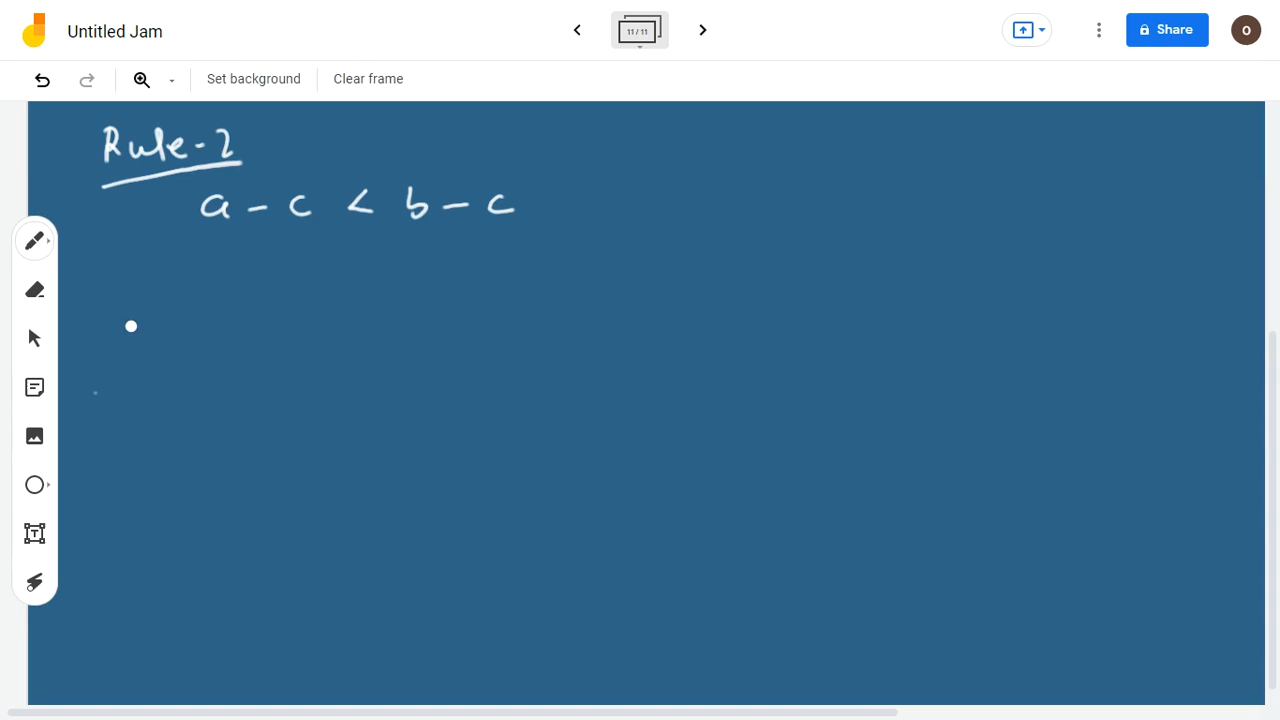 Untitled Jam
11 / 11
Share
O
Set background
Clear frame
Rule-2
a - c < b - c
T